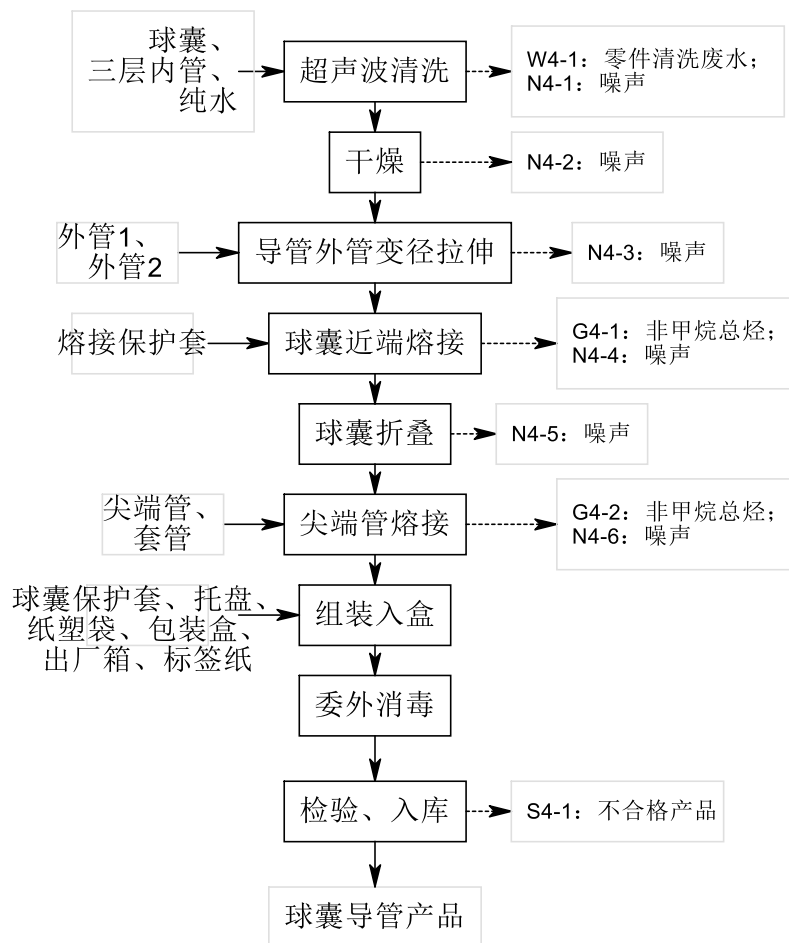 球囊、
三层内管、
纯水
超声波清洗
W4-1：零件清洗废水；
N4-1：噪声
干燥
N4-2：噪声
外管1、
外管2
导管外管变径拉伸
N4-3：噪声
熔接保护套
球囊近端熔接
G4-1：非甲烷总烃；
N4-4：噪声
球囊折叠
N4-5：噪声
尖端管、
套管
尖端管熔接
G4-2：非甲烷总烃；
N4-6：噪声
球囊保护套、托盘、
纸塑袋、包装盒、
出厂箱、标签纸
组装入盒
委外消毒
检验、入库
S4-1：不合格产品
球囊导管产品